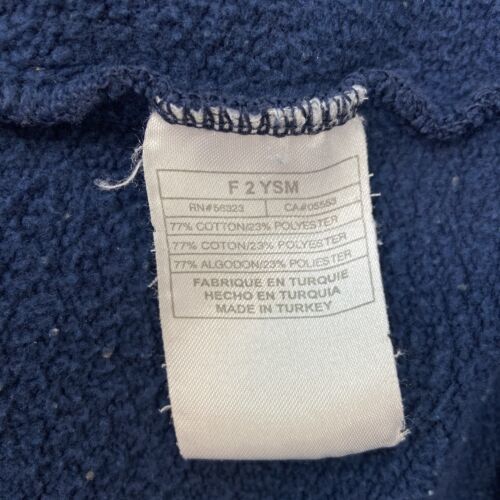 F 2 YSM
RN#56323 CA#05553
77% COTTON/23% POLYESTER
77% COTTON/23% POLYESTER
77% ALGODON/23% POLIESTER
FABRIQUE EN TURQUIE
HECHO EN TURQUIA
MADE IN TURKEY